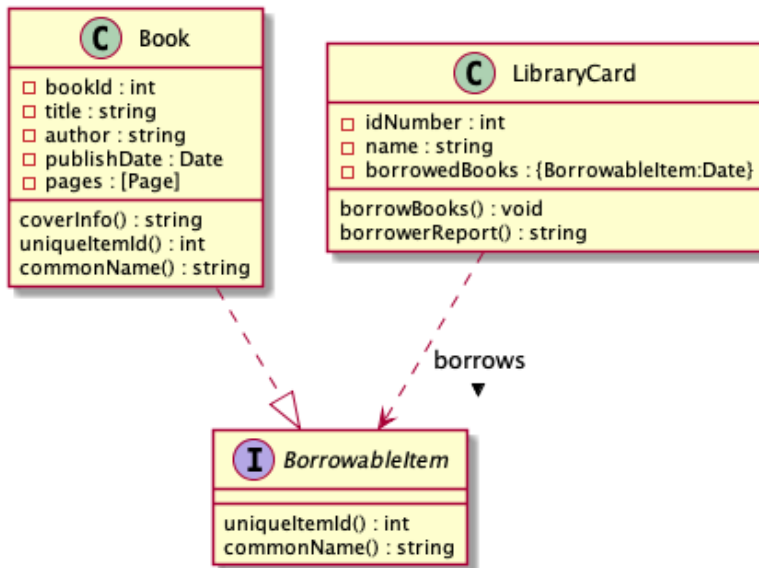 C Book
bookId : int
title : string
author : string
publishDate : Date
pages : [Page]
coverInfo() : string
uniqueItemId() : int
commonName() : string
C LibraryCard
idNumber : int
name : string
borrowedBooks : {BorrowableItem:Date}
borrowBooks() : void
borrowerReport() : string
borrows
I BorrowableItem
uniqueItemId() : int
commonName() : string